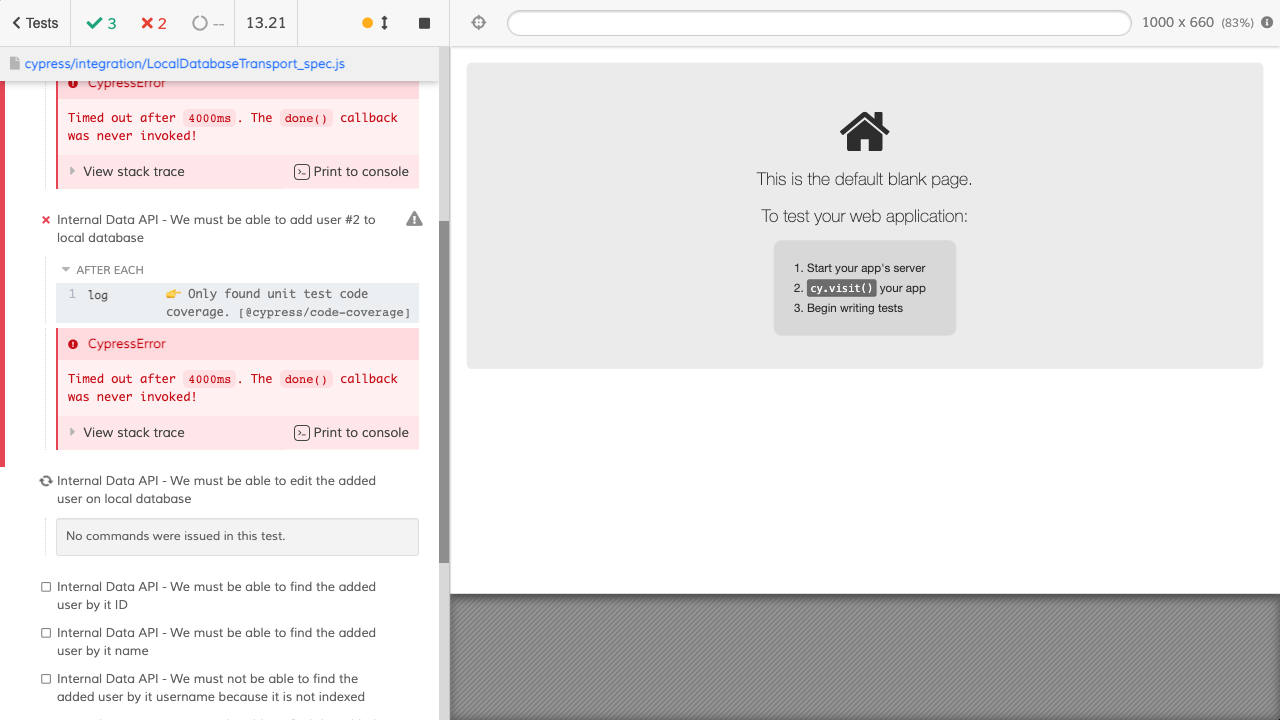 Tests
3
2
--
13.21
1000 x 660 (83%)
cypress/integration/LocalDatabaseTransport_spec.js
CypressError
Timed out after 4000ms. The done() callback
was never invoked!
View stack trace
Print to console
Internal Data API - We must be able to add user #2 to
local database
AFTER EACH
1 log 👉 Only found unit test code
coverage. [@cypress/code-coverage]
CypressError
Timed out after 4000ms. The done() callback
was never invoked!
View stack trace
Print to console
Internal Data API - We must be able to edit the added
user on local database
No commands were issued in this test.
Internal Data API - We must be able to find the added
user by it ID
Internal Data API - We must be able to find the added
user by it name
Internal Data API - We must not be able to find the
added user by it username because it is not indexed
This is the default blank page.
To test your web application:
1. Start your app's server
2. cy.visit() your app
3. Begin writing tests